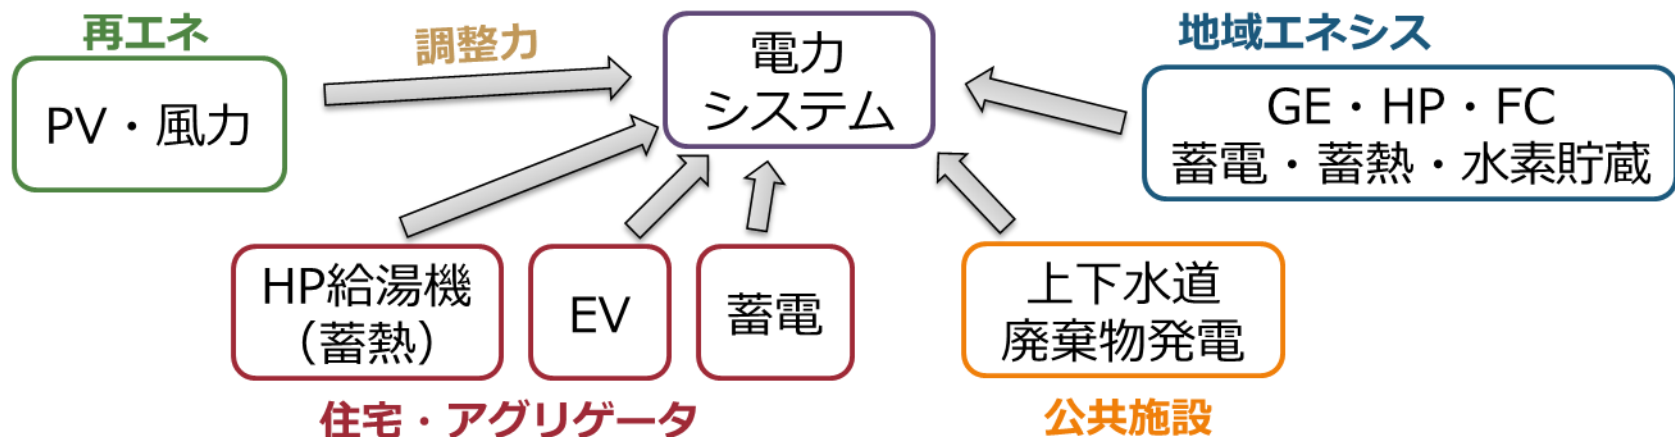 再エネ
PV・風力
調整力
電力
システム
地域エネシス
GE・HP・FC
蓄電・蓄熱・水素貯蔵
HP給湯機
（蓄熱）
EV
蓄電
住宅・アグリゲータ
上下水道
廃棄物発電
公共施設